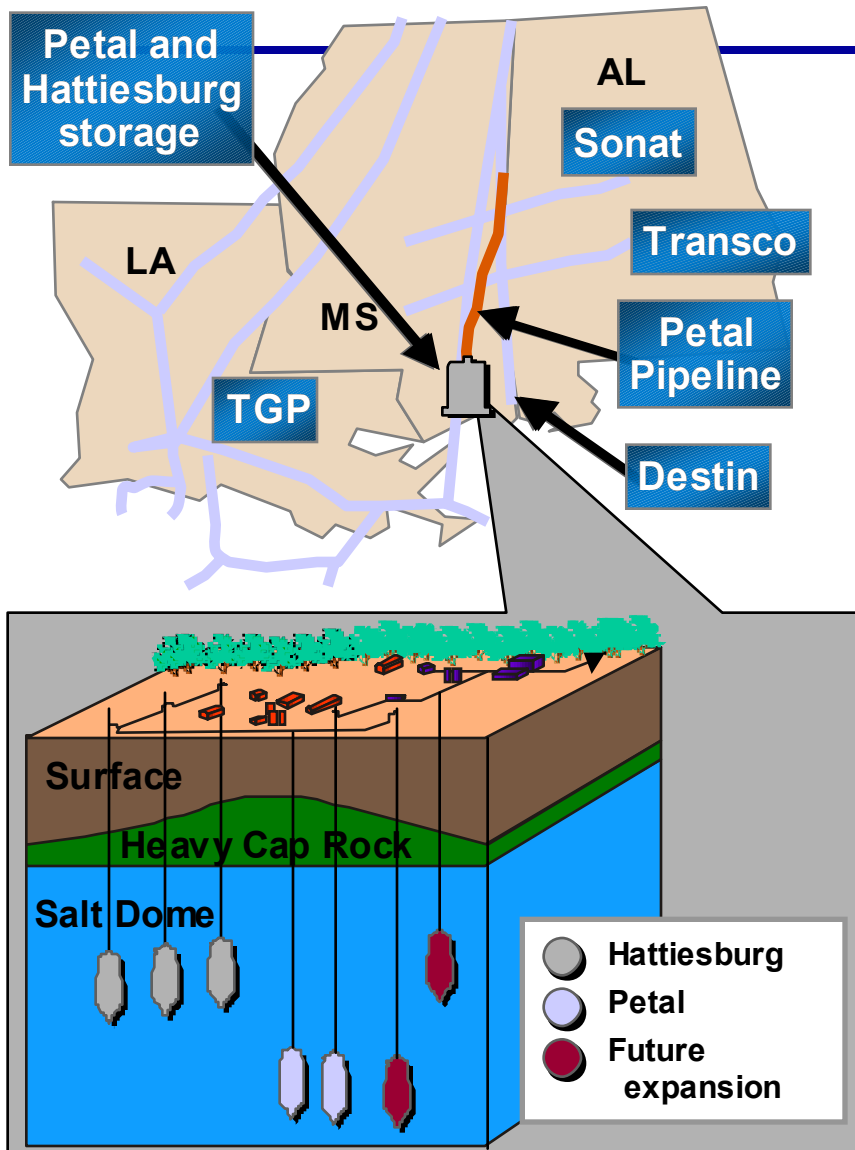 Petal and
Hattiesburg
storage
AL
Sonat
LA
Transco
MS
Petal
Pipeline
TGP
Destin
Surface
Heavy Cap Rock
Salt Dome
Hattiesburg
Petal
Future
expansion